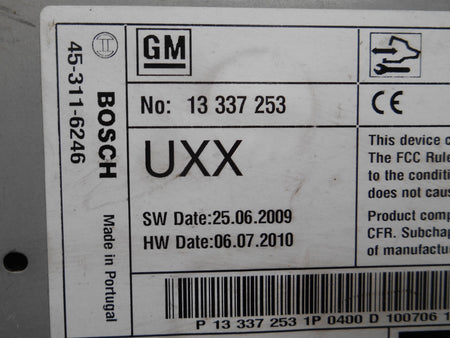 45-311-6246
BOSCH
Made in Portugal
GM
No: 13 337 253
CE
UXX
SW Date:25.06.2009
HW Date:06.07.2010
This device c
The FCC Rule
to the condit
does not caus
Product comp
CFR. Subchap
of manufactu
P 13 337 253 1P 0400 D 100706 1